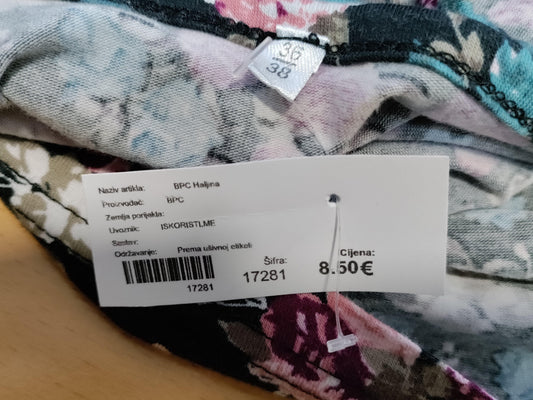 36
38
Naziv artikla: BPC Haljina
Proizvođač: BPC
Zemlja porijekla:
Uvoznik: ISKORISTI.ME
Sastav:
Održavanje: Prema ušivnoj etiketi
17281
Šifra:
17281
Cijena:
8.50€